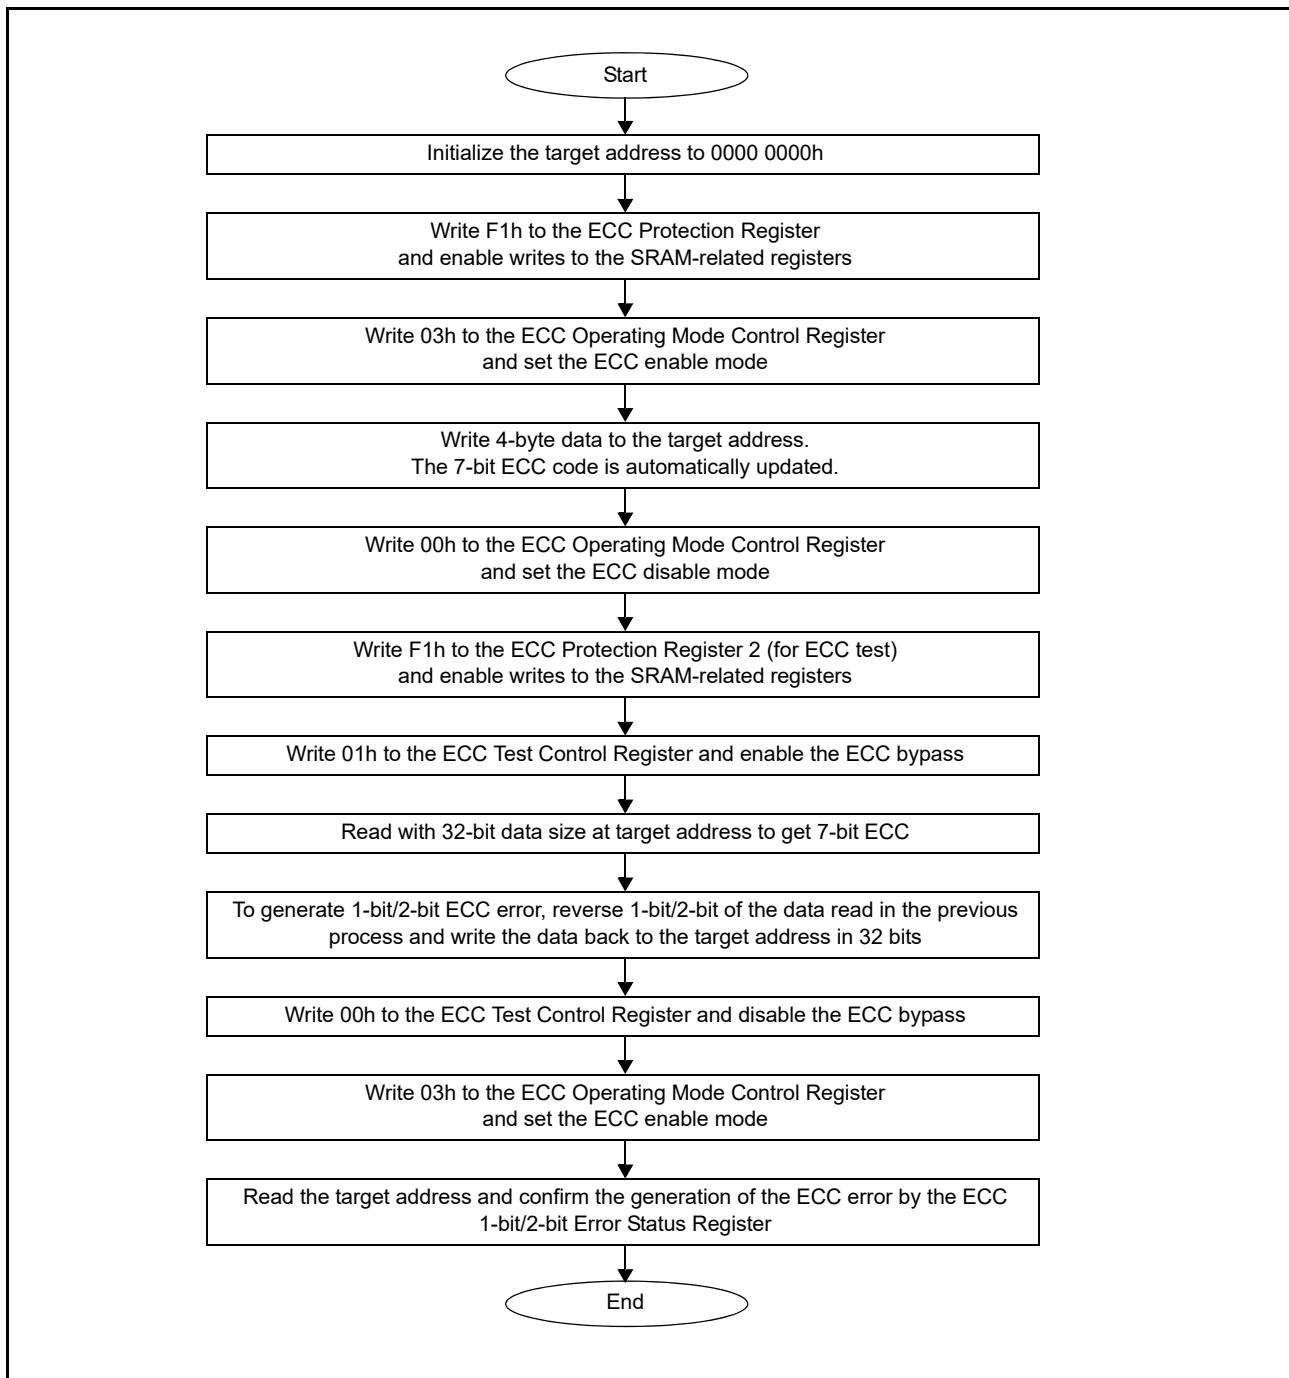 Start
Initialize the target address to 0000 0000h
Write F1h to the ECC Protection Register
and enable writes to the SRAM-related registers
Write 03h to the ECC Operating Mode Control Register
and set the ECC enable mode
Write 4-byte data to the target address.
The 7-bit ECC code is automatically updated.
Write 00h to the ECC Operating Mode Control Register
and set the ECC disable mode
Write F1h to the ECC Protection Register 2 (for ECC test)
and enable writes to the SRAM-related registers
Write 01h to the ECC Test Control Register and enable the ECC bypass
Read with 32-bit data size at target address to get 7-bit ECC
To generate 1-bit/2-bit ECC error, reverse 1-bit/2-bit of the data read in the previous
process and write the data back to the target address in 32 bits
Write 00h to the ECC Test Control Register and disable the ECC bypass
Write 03h to the ECC Operating Mode Control Register
and set the ECC enable mode
Read the target address and confirm the generation of the ECC error by the ECC
1-bit/2-bit Error Status Register
End